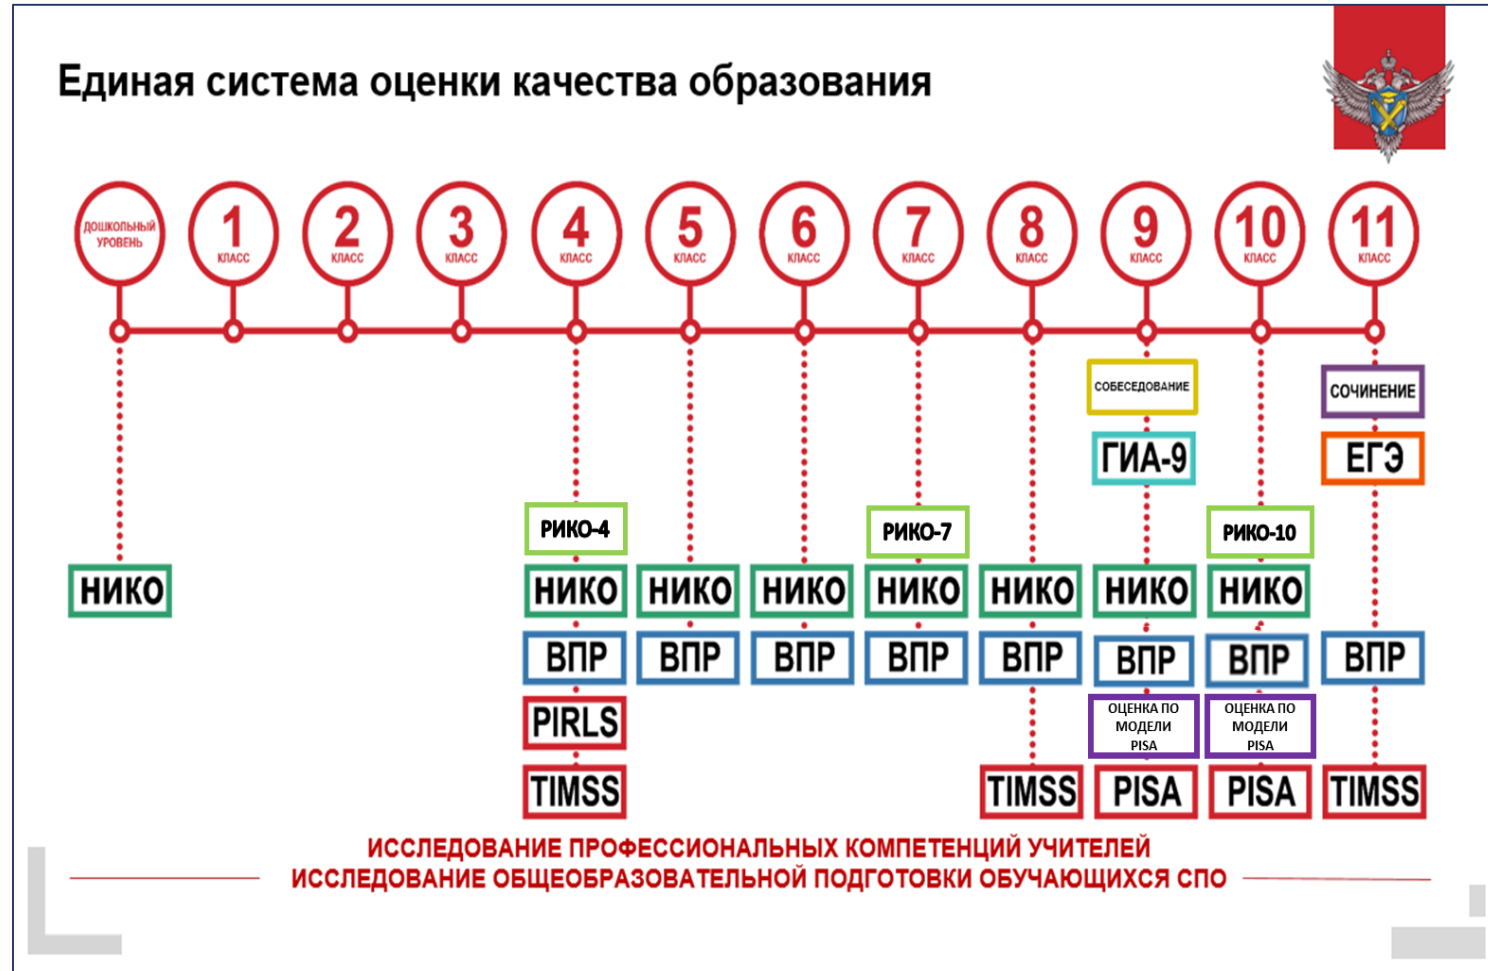 Единая система оценки качества образования
ДОШКОЛЬНЫЙ
УРОВЕНЬ
1
КЛАСС
2
КЛАСС
3
КЛАСС
4
КЛАСС
5
КЛАСС
6
КЛАСС
7
КЛАСС
8
КЛАСС
9
КЛАСС
10
КЛАСС
11
КЛАСС
СОБЕСЕДОВАНИЕ
СОЧИНЕНИЕ
ГИА-9
ЕГЭ
РИКО-4
РИКО-7
РИКО-10
НИКО
НИКО
НИКО
НИКО
НИКО
НИКО
НИКО
НИКО
ВПР
ВПР
ВПР
ВПР
ВПР
ВПР
ВПР
ВПР
PIRLS
ОЦЕНКА ПО
МОДЕЛИ
PISA
ОЦЕНКА ПО
МОДЕЛИ
PISA
TIMSS
TIMSS
PISA
PISA
TIMSS
ИССЛЕДОВАНИЕ ПРОФЕССИОНАЛЬНЫХ КОМПЕТЕНЦИЙ УЧИТЕЛЕЙ
ИССЛЕДОВАНИЕ ОБЩЕОБРАЗОВАТЕЛЬНОЙ ПОДГОТОВКИ ОБУЧАЮЩИХСЯ СПО